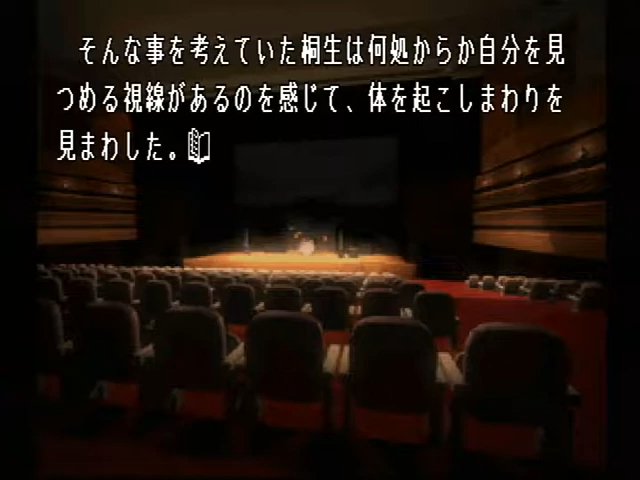 そんな事を考えていた桐生は何処からか自分を見
つめる視線があるのを感じて、体を起こしまわりを
見まわした。